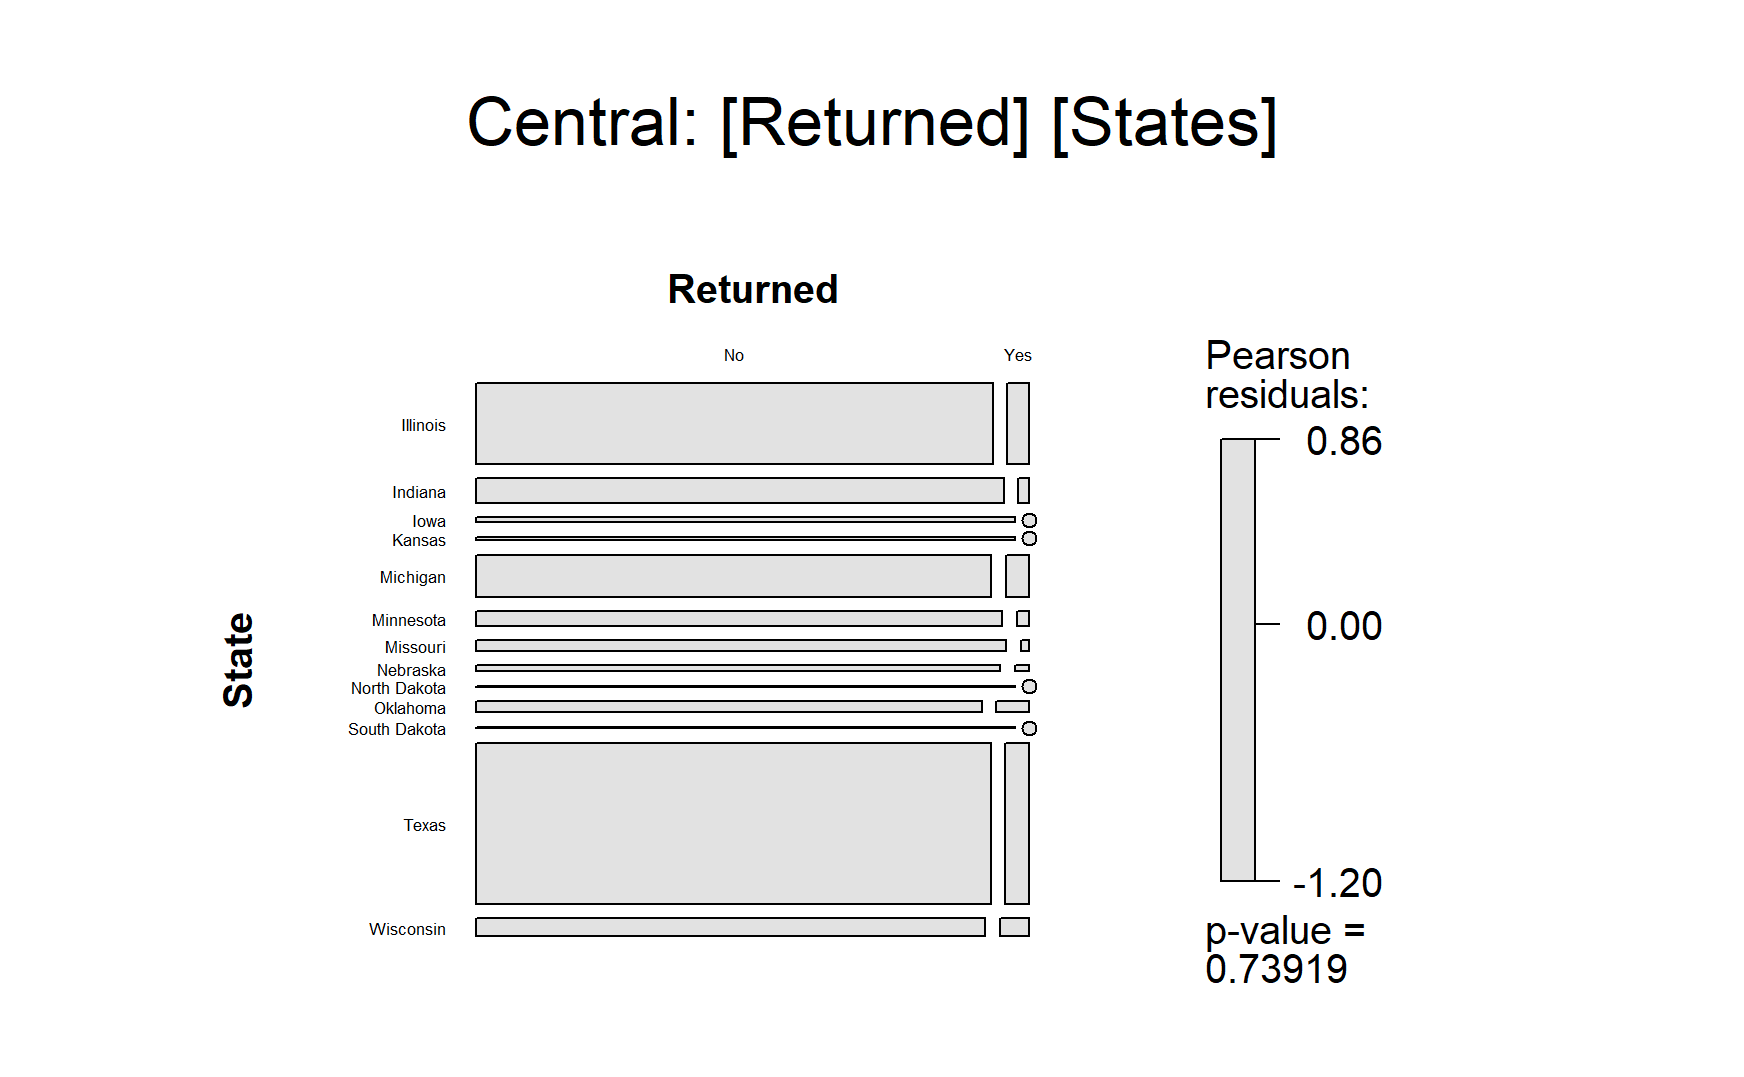 Central: [Returned] [States]
Returned
No Yes
State
Illinois
Indiana
Iowa
Kansas
Michigan
Minnesota
Missouri
Nebraska
North Dakota
Oklahoma
South Dakota
Texas
Wisconsin
Pearson
residuals:
0.86
0.00
-1.20
p-value =
0.73919